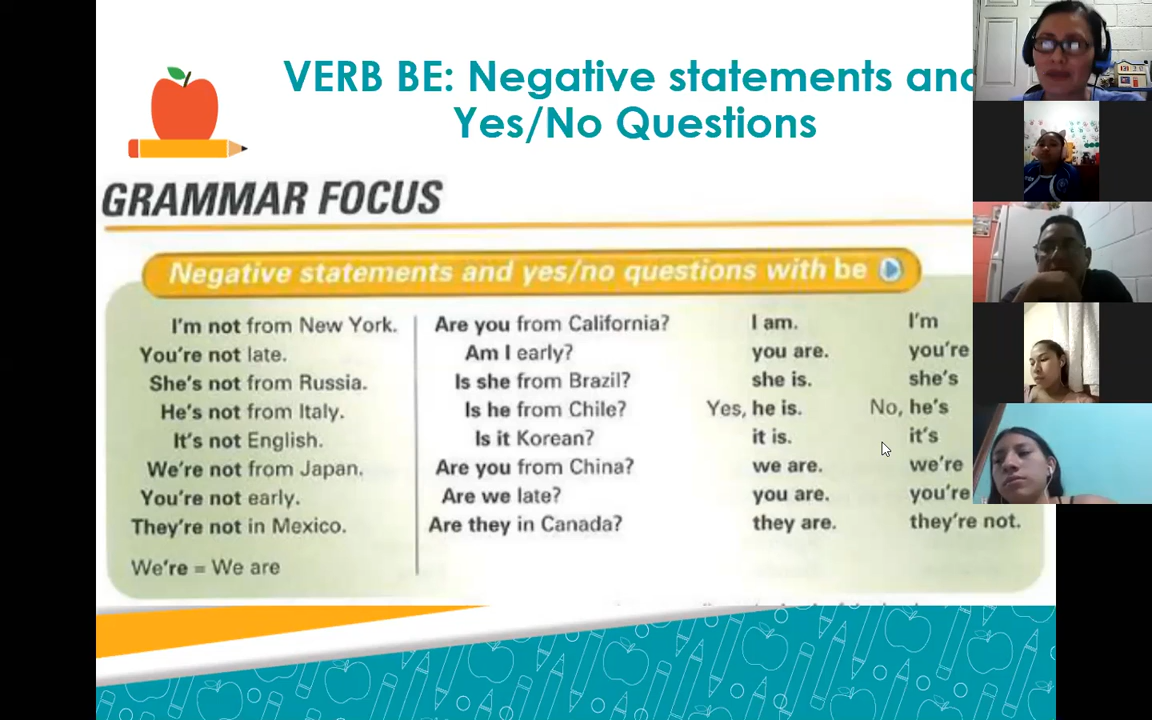 VERB BE: Negative statements and
Yes/No Questions
GRAMMAR FOCUS
Negative statements and yes/no questions with be
I'm not from New York.
You're not late.
She's not from Russia.
He's not from Italy.
It's not English.
We're not from Japan.
You're not early.
They're not in Mexico.
We're = We are
Are you from California?
Am I early?
Is she from Brazil?
Is he from Chile?
Is it Korean?
Are you from China?
Are we late?
Are they in Canada?
I am.
you are.
she is.
Yes, he is.
it is.
we are.
you are.
they are.
I'm
you're
she's
No, he's
it's
we're
you're
they're not.